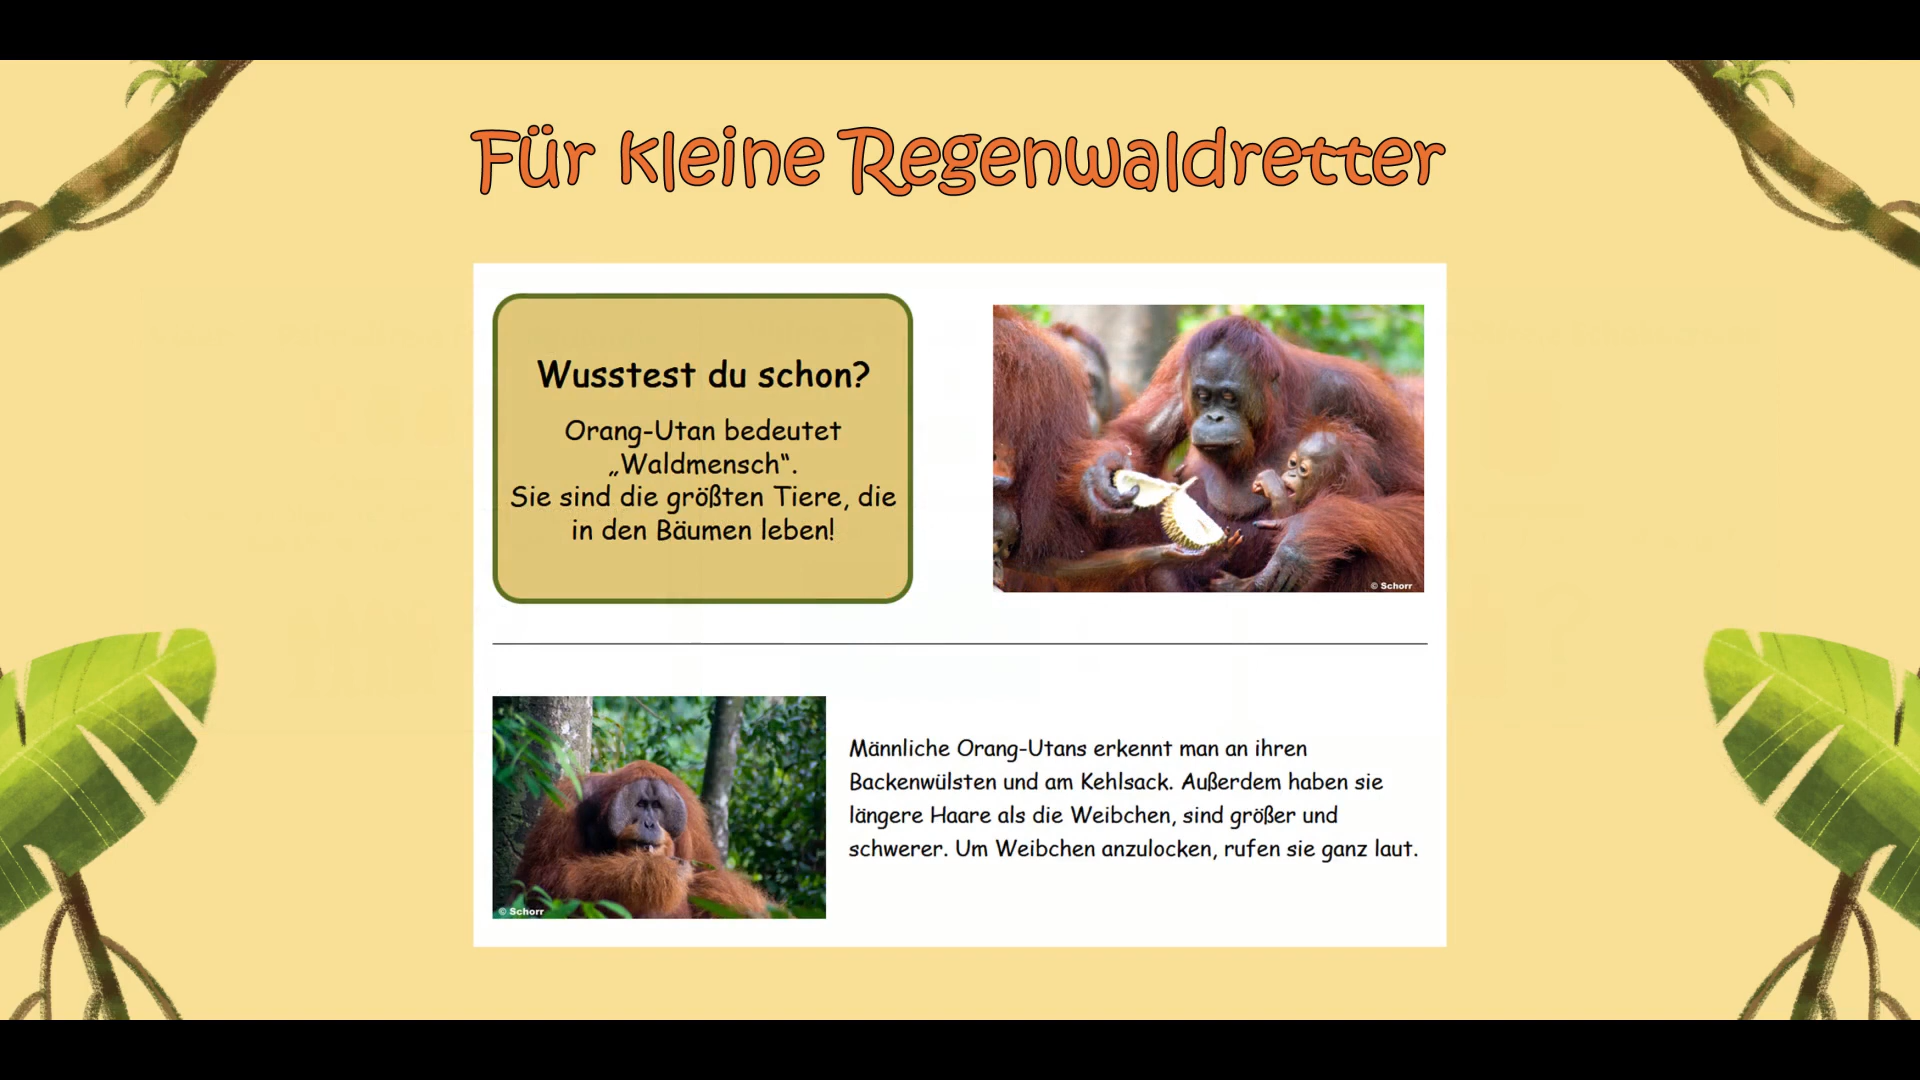 Für kleine Regenwaldretter
Wusstest du schon?
Orang-Utan bedeutet
„Waldmensch“.
Sie sind die größten Tiere, die
in den Bäumen leben!
© Schorr
© Schorr
Männliche Orang-Utans erkennt man an ihren
Backenwülsten und am Kehlsack. Außerdem haben sie
längere Haare als die Weibchen, sind größer und
schwerer. Um Weibchen anzulocken, rufen sie ganz laut.